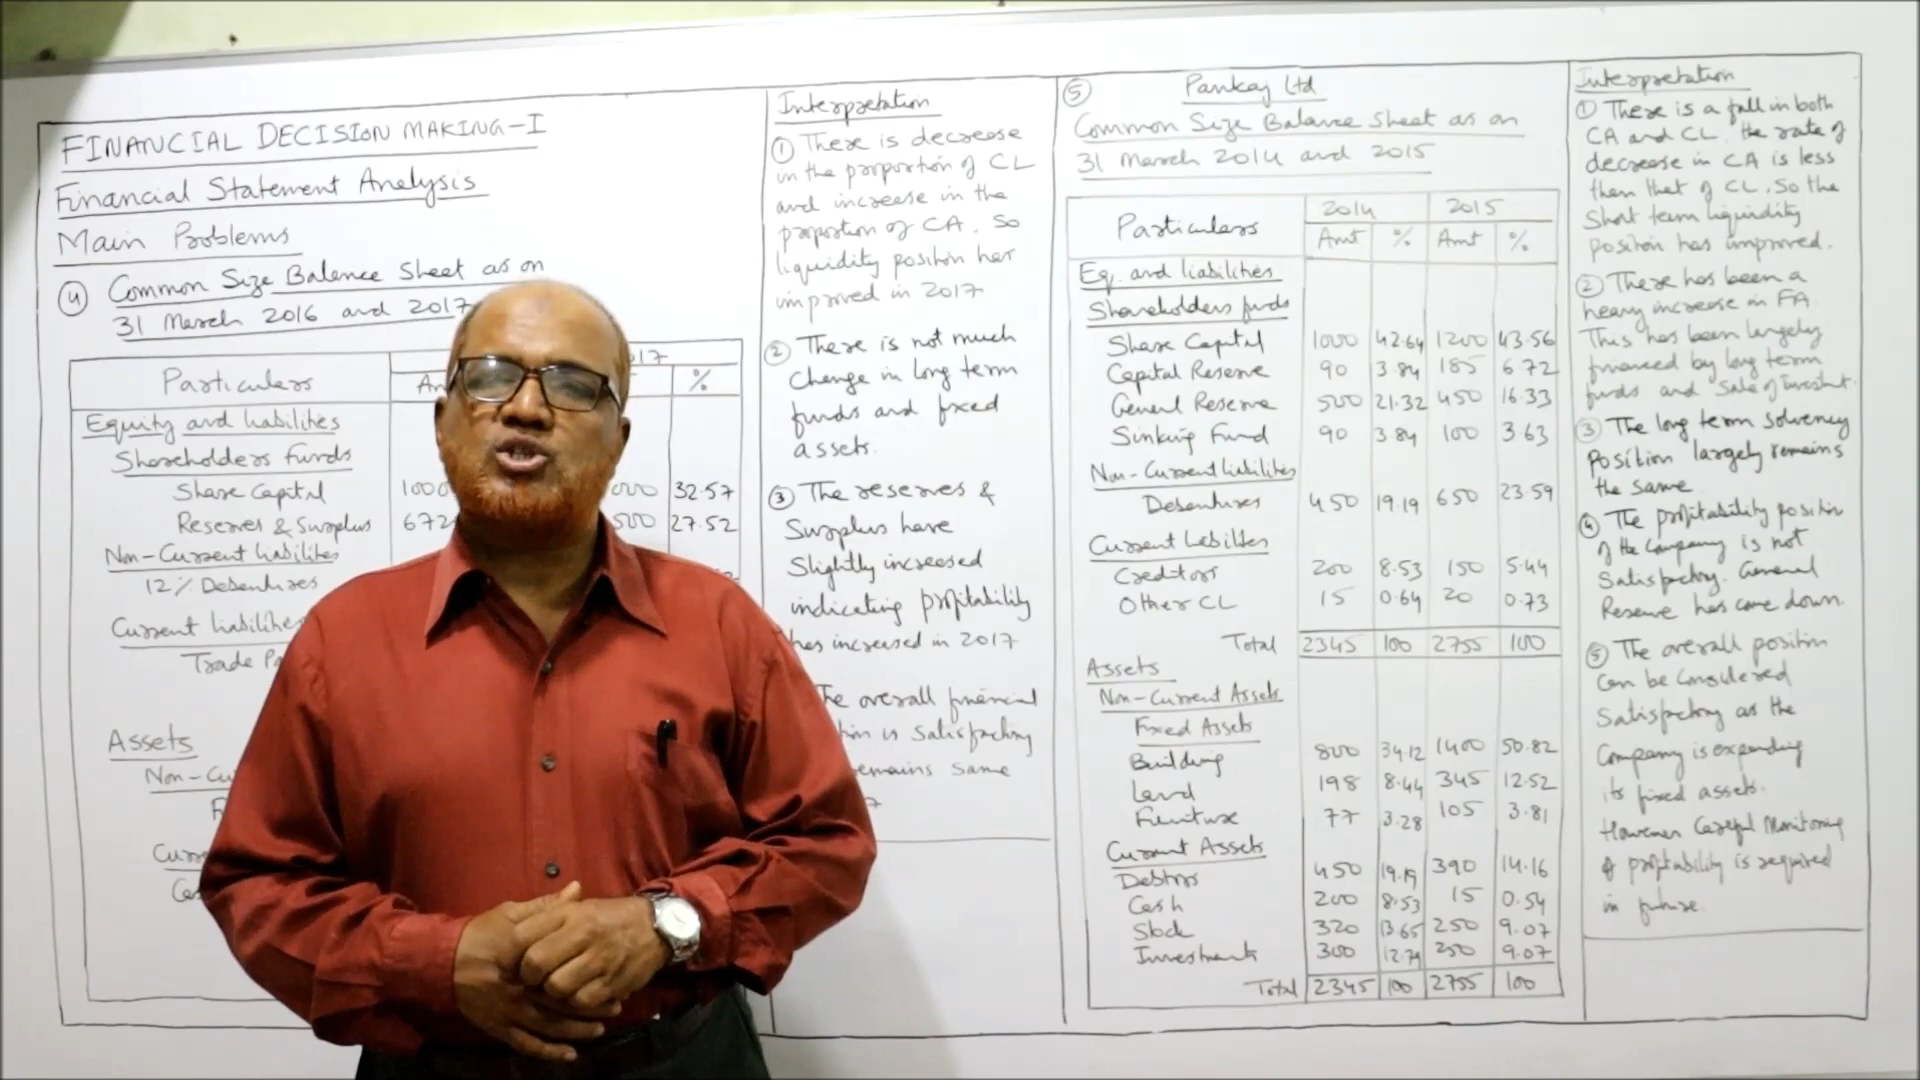 FINANCIAL DECISION MAKING-I
Financial Statement Analysis
Main Problems
④ Common Size Balance Sheet as on
31 March 2016 and 2017
Particulars
%
Equity and liabilities
Shareholders funds
Share Capital 1000 32.57
Reserves & Surplus 672 27.52
Non-Current liabilities
12% Debentures
Current liabilities
Trade
Assets
Interpretation
① There is decrease
in the proportion of CL
and increase in the
proportion of CA. So
liquidity position has
improved in 2017
② There is not much
Change in long term
funds and fixed
assets.
③ The reserves &
Surplus have
Slightly increased
indicating profitability
has increased in 2017
overall financial
is satisfactory
remains same
⑤ Pankaj Ltd
Common Size Balance Sheet as on
31 March 2014 and 2015
Particulars 2014 2015
Amt % Amt %
Eq. and liabilities
Shareholders funds
Share Capital 1000 42.64 1200 43.56
Capital Reserve 90 3.84 185 6.72
General Reserve 500 21.32 450 16.33
Sinking Fund 90 3.84 100 3.63
Non-Current liabilities
Debentures 450 19.19 650 23.59
Current liabilities
Creditors 200 8.53 150 5.44
Other CL 15 0.64 20 0.73
Total 2345 100 2755 100
Assets
Non-Current Assets
Fixed Assets
Building 800 34.12 1400 50.82
Land 198 8.44 345 12.52
Furniture 77 3.28 105 3.81
Current Assets
Debtors 450 19.19 390 14.16
Cash 200 8.53 15 0.54
Stock 320 13.65 250 9.07
Investments 300 12.79 250 9.07
Total 2345 100 2755 100
Interpretation
① There is a fall in both
CA and CL. The rate of
decrease in CA is less
then that of CL. So the
Short term liquidity
position has improved.
② There has been a
heavy increase in FA
This has been largely
financed by long term
funds and Sale of Investnt.
③ The long term solvency
Position largely remains
the same
④ The profitability position
of the Company is not
Satisfactory. General
Reserve has come down.
⑤ The overall position
Can be Considered
Satisfactory as the
Company is expanding
its fixed assets.
However Careful Monitoring
of profitability is required
in future.